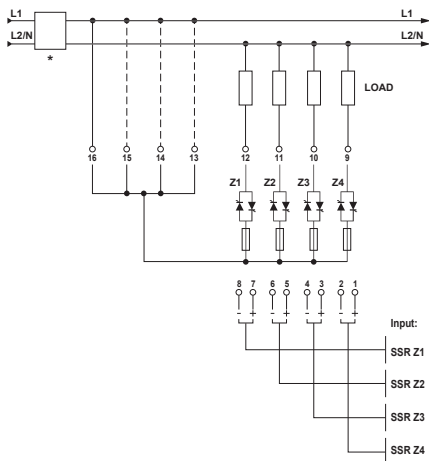 L1 L1
L2/N L2/N
*
LOAD
16 15 14 13 12 11 10 9
Z1 Z2 Z3 Z4
8 7 6 5 4 3 2 1
- + - + - + - +
Input:
SSR Z1
SSR Z2
SSR Z3
SSR Z4